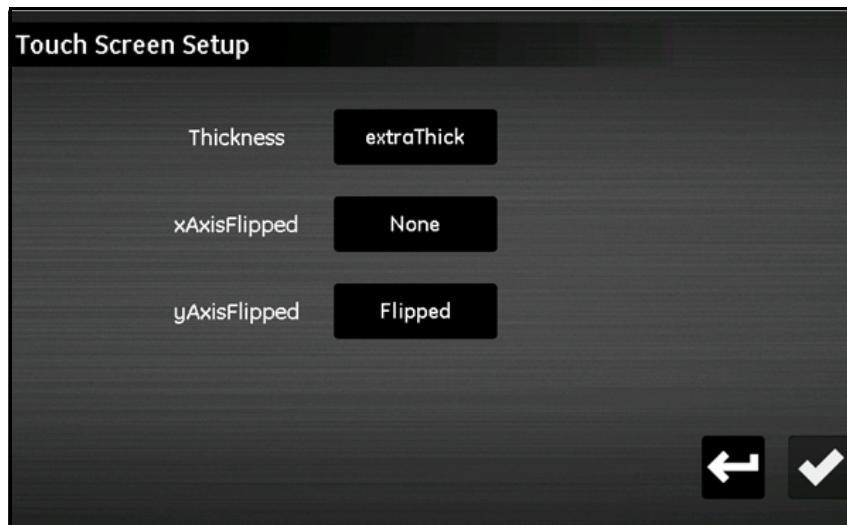 Touch Screen Setup
Thickness extraThick
xAxisFlipped None
yAxisFlipped Flipped